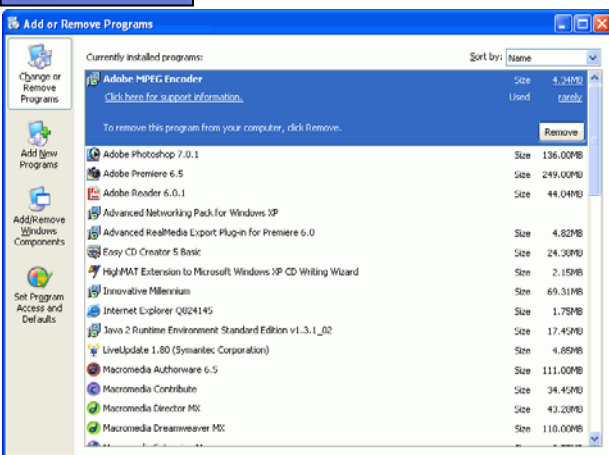 Add or Remove Programs
Currently installed programs:
Sort by: Name
Change or
Remove
Programs
Add New
Programs
Add/Remove
Windows
Components
Set Program
Access and
Defaults
Adobe MPEG Encoder Size 4.34MB
Click here for support information. Used rarely
To remove this program from your computer, click Remove. Remove
Adobe Photoshop 7.0.1 Size 136.00MB
Adobe Premiere 6.5 Size 249.00MB
Adobe Reader 6.0.1 Size 44.04MB
Advanced Networking Pack for Windows XP
Advanced RealMedia Export Plug-in for Premiere 6.0 Size 4.82MB
Easy CD Creator 5 Basic Size 24.38MB
HighMAT Extension to Microsoft Windows XP CD Writing Wizard Size 2.15MB
Innovative Millennium Size 69.31MB
Internet Explorer Q824145 Size 1.75MB
Java 2 Runtime Environment Standard Edition v1.3.1_02 Size 17.45MB
LiveUpdate 1.80 (Symantec Corporation) Size 4.85MB
Macromedia Authorware 6.5 Size 111.00MB
Macromedia Contribute Size 34.45MB
Macromedia Director MX Size 43.28MB
Macromedia Dreamweaver MX Size 110.00MB